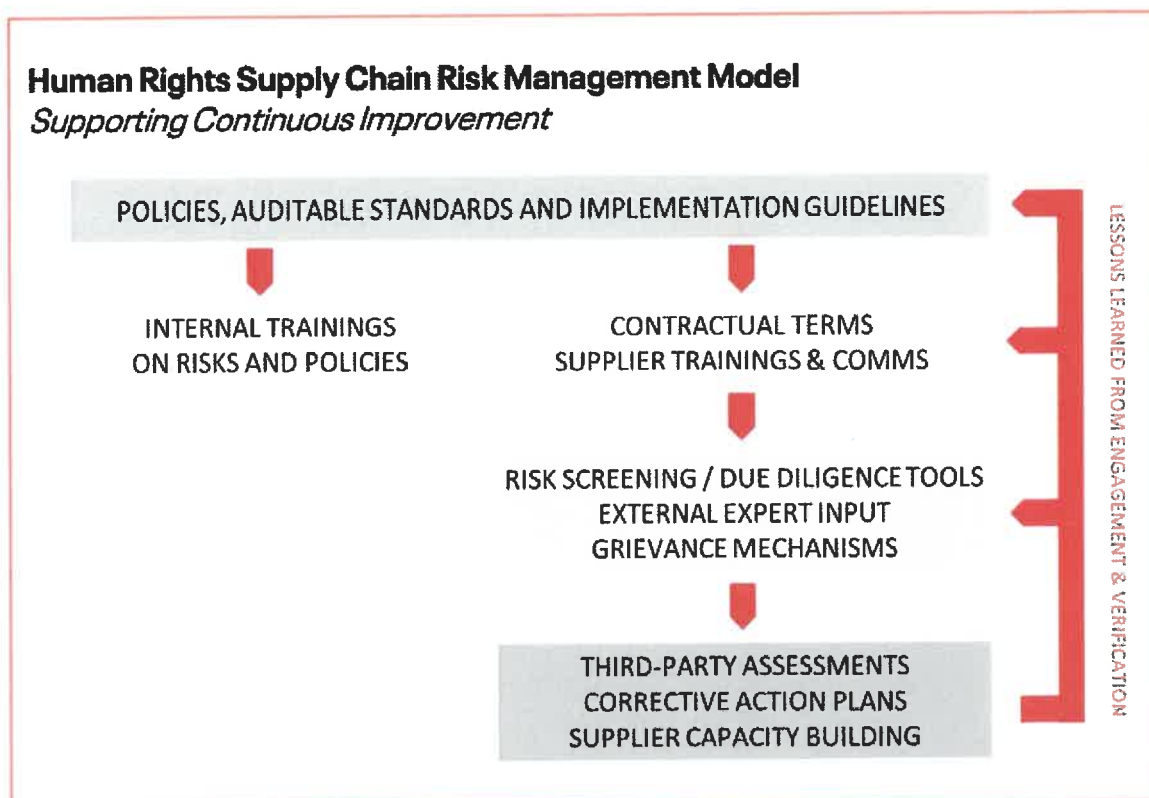 Human Rights Supply Chain Risk Management Model
Supporting Continuous Improvement
POLICIES, AUDITABLE STANDARDS AND IMPLEMENTATION GUIDELINES
INTERNAL TRAININGS
ON RISKS AND POLICIES
CONTRACTUAL TERMS
SUPPLIER TRAININGS & COMMS
RISK SCREENING / DUE DILIGENCE TOOLS
EXTERNAL EXPERT INPUT
GRIEVANCE MECHANISMS
THIRD-PARTY ASSESSMENTS
CORRECTIVE ACTION PLANS
SUPPLIER CAPACITY BUILDING
LESSONS LEARNED FROM ENGAGEMENT & VERIFICATION